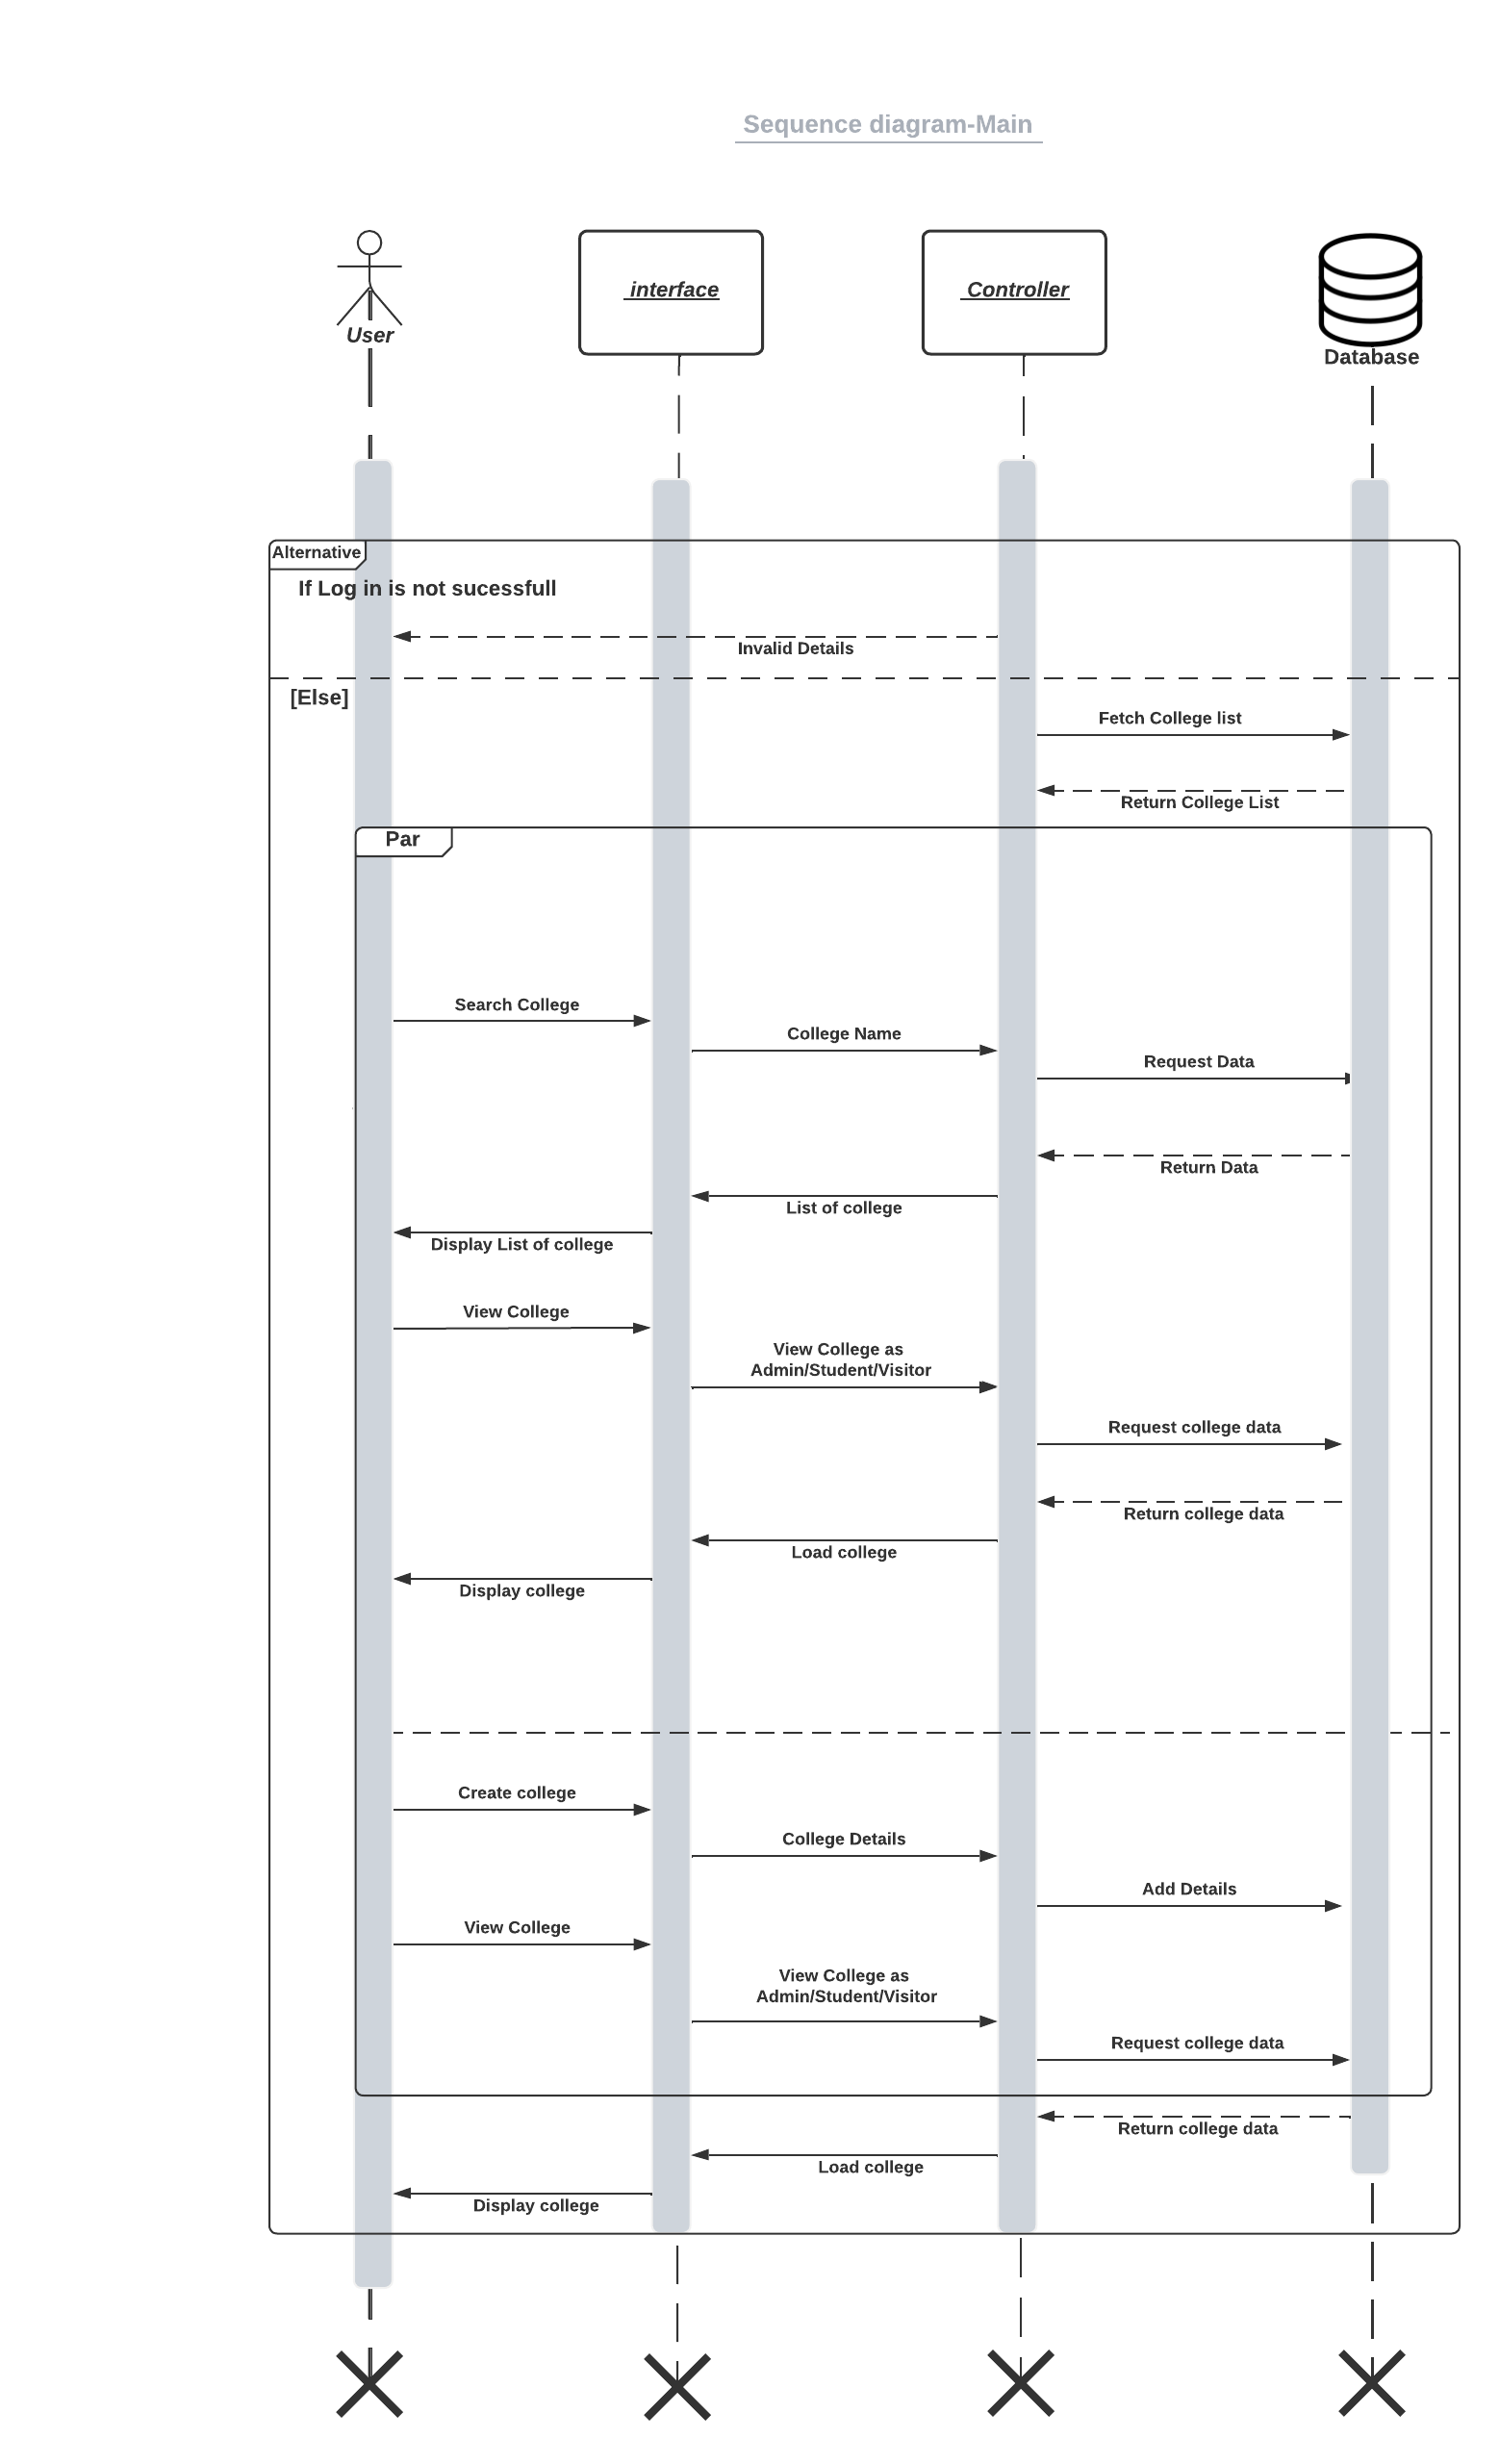 Sequence diagram-Main
User
interface
Controller
Database
Alternative
If Log in is not sucessfull
Invalid Details
[Else]
Fetch College list
Return College List
Par
Search College
College Name
Request Data
Return Data
List of college
Display List of college
View College
View College as
Admin/Student/Visitor
Request college data
Return college data
Load college
Display college
Create college
College Details
Add Details
View College
View College as
Admin/Student/Visitor
Request college data
Return college data
Load college
Display college